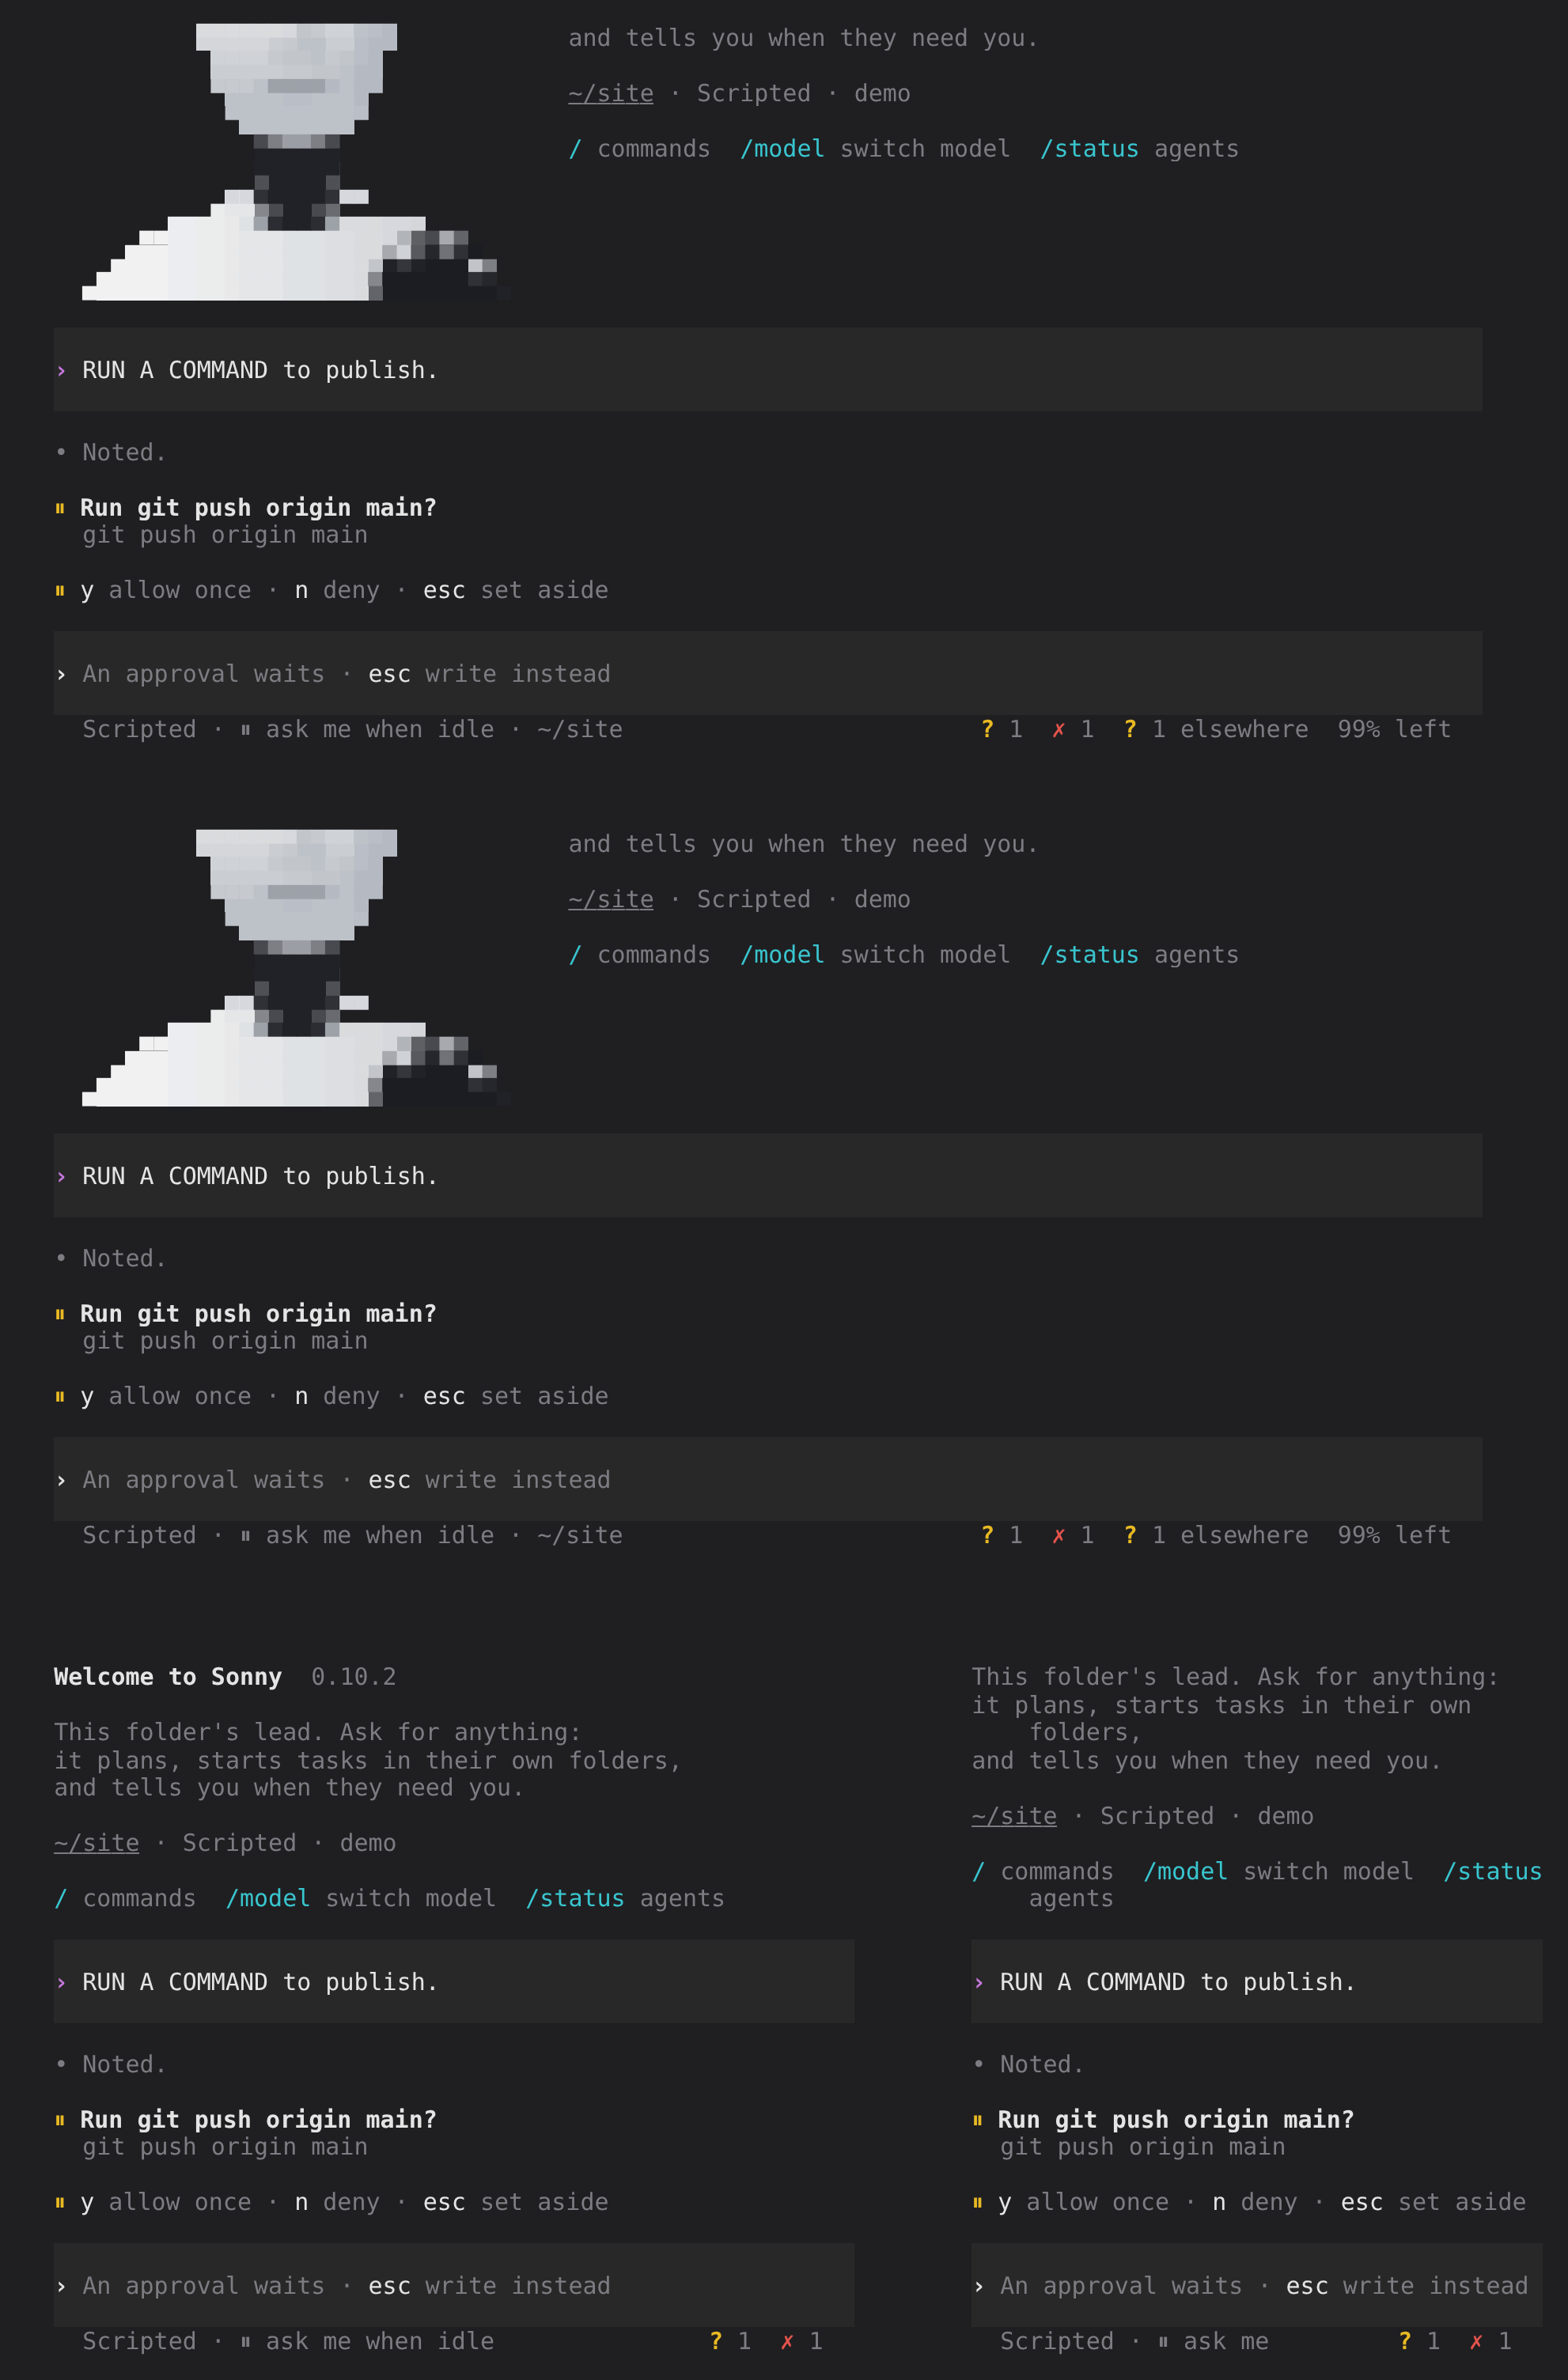 and tells you when they need you.
~/site · Scripted · demo
/ commands  /model switch model  /status agents
› RUN A COMMAND to publish.
• Noted.
⏸ Run git push origin main?
git push origin main
⏸ y allow once · n deny · esc set aside
› An approval waits · esc write instead
Scripted · ⏸ ask me when idle · ~/site  ? 1  ✗ 1  ? 1 elsewhere  99% left
and tells you when they need you.
~/site · Scripted · demo
/ commands  /model switch model  /status agents
› RUN A COMMAND to publish.
• Noted.
⏸ Run git push origin main?
git push origin main
⏸ y allow once · n deny · esc set aside
› An approval waits · esc write instead
Scripted · ⏸ ask me when idle · ~/site  ? 1  ✗ 1  ? 1 elsewhere  99% left
Welcome to Sonny  0.10.2
This folder's lead. Ask for anything:
it plans, starts tasks in their own folders,
and tells you when they need you.
~/site · Scripted · demo
/ commands  /model switch model  /status agents
› RUN A COMMAND to publish.
• Noted.
⏸ Run git push origin main?
git push origin main
⏸ y allow once · n deny · esc set aside
› An approval waits · esc write instead
Scripted · ⏸ ask me when idle  ? 1  ✗ 1
This folder's lead. Ask for anything:
it plans, starts tasks in their own
folders,
and tells you when they need you.
~/site · Scripted · demo
/ commands  /model switch model  /status
agents
› RUN A COMMAND to publish.
• Noted.
⏸ Run git push origin main?
git push origin main
⏸ y allow once · n deny · esc set aside
› An approval waits · esc write instead
Scripted · ⏸ ask me  ? 1  ✗ 1